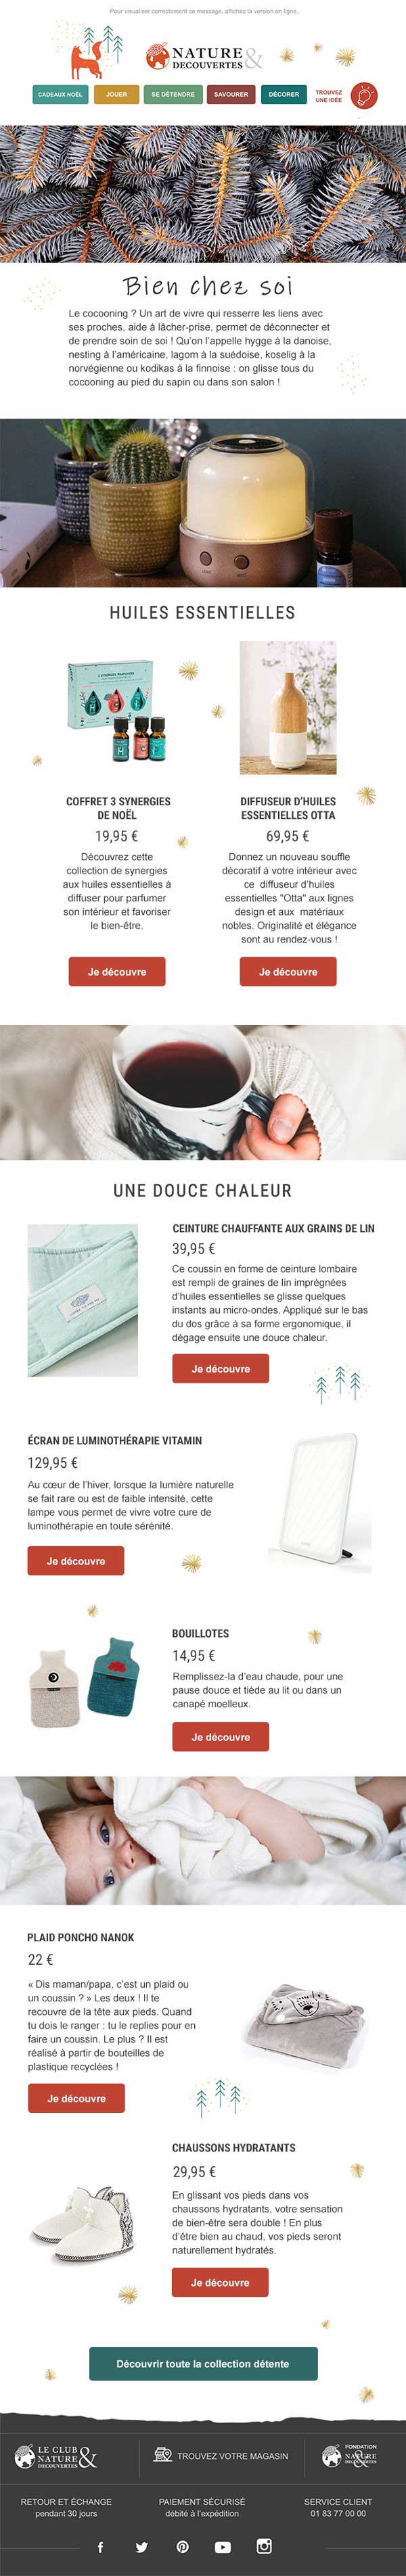 Pour visualiser correctement ce message, affichez la version en ligne.
NATURE &
DECOUVERTES
CADEAUX NOËL
JOUER
SE DÉTENDRE
SAVOURER
DÉCORER
TROUVEZ
UNE IDÉE
Bien chez soi
Le cocooning ? Un art de vivre qui resserre les liens avec
ses proches, aide à lâcher-prise, permet de déconnecter et
de prendre soin de soi ! Qu'on l'appelle hygge à la danoise,
nesting à l'américaine, lagom à la suédoise, koselig à la
norvégienne ou kodikas à la finnoise : on glisse tous du
cocooning au pied du sapin ou dans son salon !
HUILES ESSENTIELLES
COFFRET 3 SYNERGIES
DE NOËL
19,95 €
Découvrez cette
collection de synergies
aux huiles essentielles à
diffuser pour parfumer
son intérieur et favoriser
le bien-être.
Je découvre
DIFFUSEUR D'HUILES
ESSENTIELLES OTTA
69,95 €
Donnez un nouveau souffle
décoratif à votre intérieur avec
ce diffuseur d'huiles
essentielles "Otta" aux lignes
design et aux matériaux
nobles. Originalité et élégance
sont au rendez-vous !
Je découvre
UNE DOUCE CHALEUR
CEINTURE CHAUFFANTE AUX GRAINS DE LIN
39,95 €
Ce coussin en forme de ceinture lombaire
est rempli de graines de lin imprégnées
d'huiles essentielles se glisse quelques
instants au micro-ondes. Appliqué sur le bas
du dos grâce à sa forme ergonomique, il
dégage ensuite une douce chaleur.
Je découvre
ÉCRAN DE LUMINOTHÉRAPIE VITAMIN
129,95 €
Au cœur de l'hiver, lorsque la lumière naturelle
se fait rare ou est de faible intensité, cette
lampe vous permet de vivre votre cure de
luminothérapie en toute sérénité.
Je découvre
BOUILLOTES
14,95 €
Remplissez-la d'eau chaude, pour une
pause douce et tiède au lit ou dans un
canapé moelleux.
Je découvre
PLAID PONCHO NANOK
22 €
« Dis maman/papa, c'est un plaid ou
un coussin ? » Les deux ! Il te
recouvre de la tête aux pieds. Quand
tu dois le ranger : tu le replies pour en
faire un coussin. Le plus ? Il est
réalisé à partir de bouteilles de
plastique recyclées !
Je découvre
CHAUSSONS HYDRATANTS
29,95 €
En glissant vos pieds dans vos
chaussons hydratants, votre sensation
de bien-être sera double ! En plus
d'être bien au chaud, vos pieds seront
naturellement hydratés.
Je découvre
Découvrir toute la collection détente
LE CLUB
NATURE &
DECOUVERTES
TROUVEZ VOTRE MAGASIN
FONDATION
NATURE &
DECOUVERTES
RETOUR ET ÉCHANGE
pendant 30 jours
PAIEMENT SÉCURISÉ
débité à l'expédition
SERVICE CLIENT
01 83 77 00 00